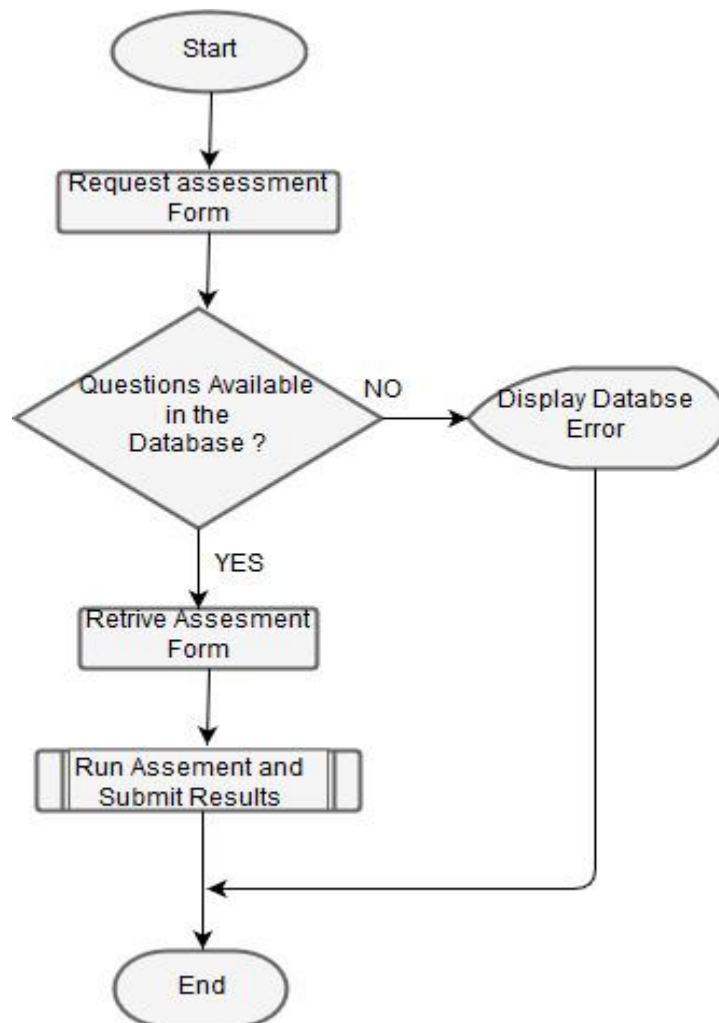 Start
Request assessment
Form
Questions Available
in the
Database ?
NO
Display Databse
Error
YES
Retrive Assesment
Form
Run Assement and
Submit Results
End